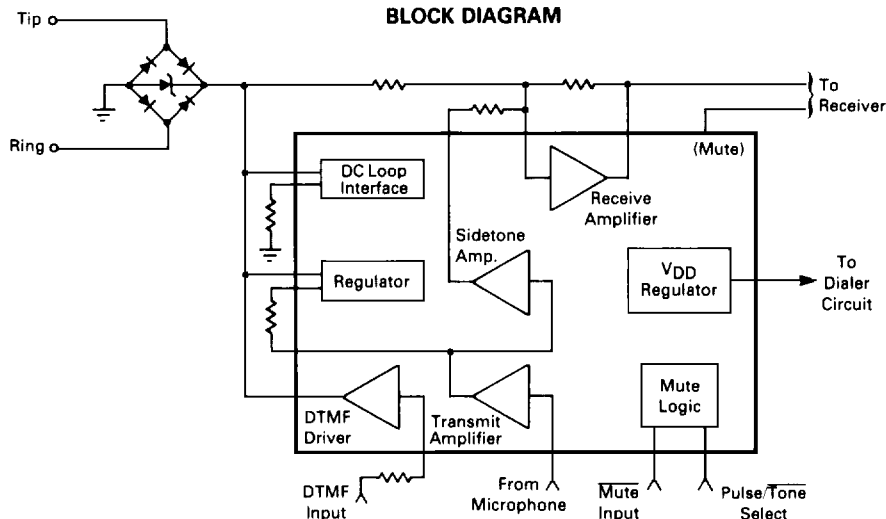 BLOCK DIAGRAM
Tip
Ring
To
Receiver
(Mute)
DC Loop
Interface
Receive
Amplifier
Sidetone
Amp.
Regulator
VDD
Regulator
To
Dialer
Circuit
Mute
Logic
DTMF
Driver
Transmit
Amplifier
DTMF
Input
From
Microphone
Mute
Input
Pulse/Tone
Select